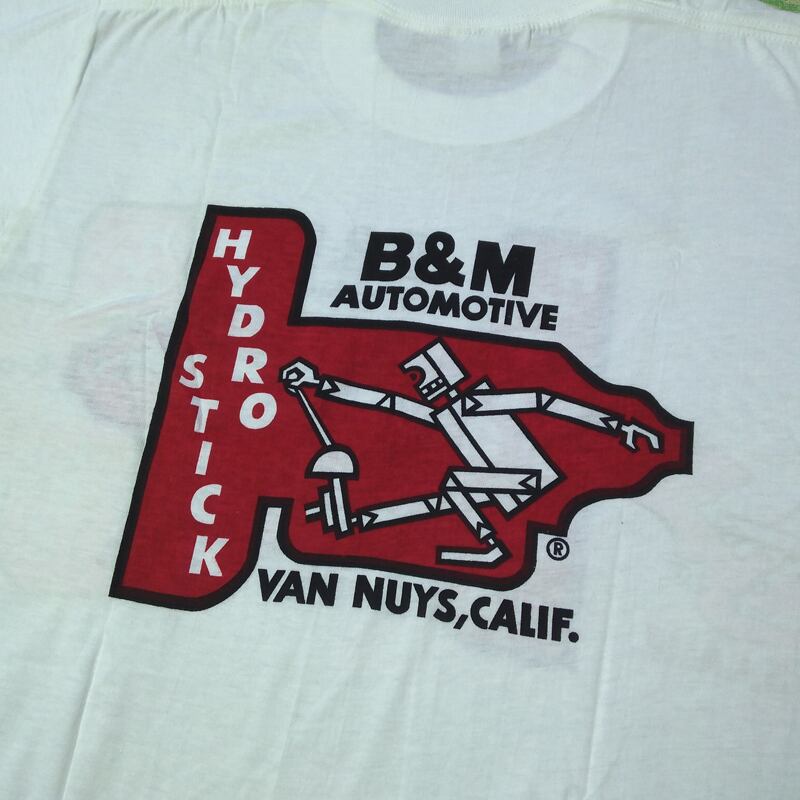 HYDRO
STICK
B&M
AUTOMOTIVE
®
VAN NUYS, CALIF.